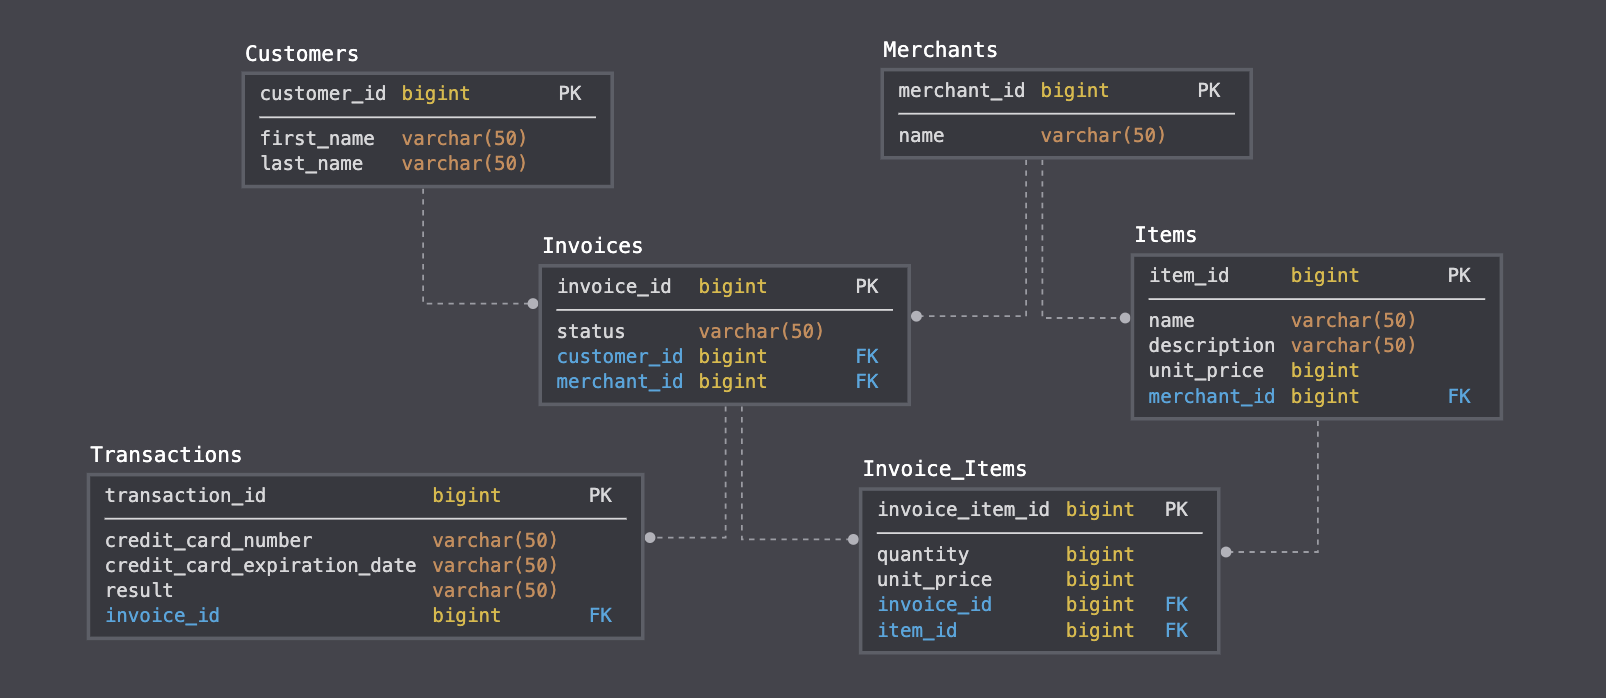 Customers
customer_id bigint PK
first_name varchar(50)
last_name varchar(50)
Merchants
merchant_id bigint PK
name varchar(50)
Invoices
invoice_id bigint PK
status varchar(50)
customer_id bigint FK
merchant_id bigint FK
Items
item_id bigint PK
name varchar(50)
description varchar(50)
unit_price bigint
merchant_id bigint FK
Transactions
transaction_id bigint PK
credit_card_number varchar(50)
credit_card_expiration_date varchar(50)
result varchar(50)
invoice_id bigint FK
Invoice_Items
invoice_item_id bigint PK
quantity bigint
unit_price bigint
invoice_id bigint FK
item_id bigint FK